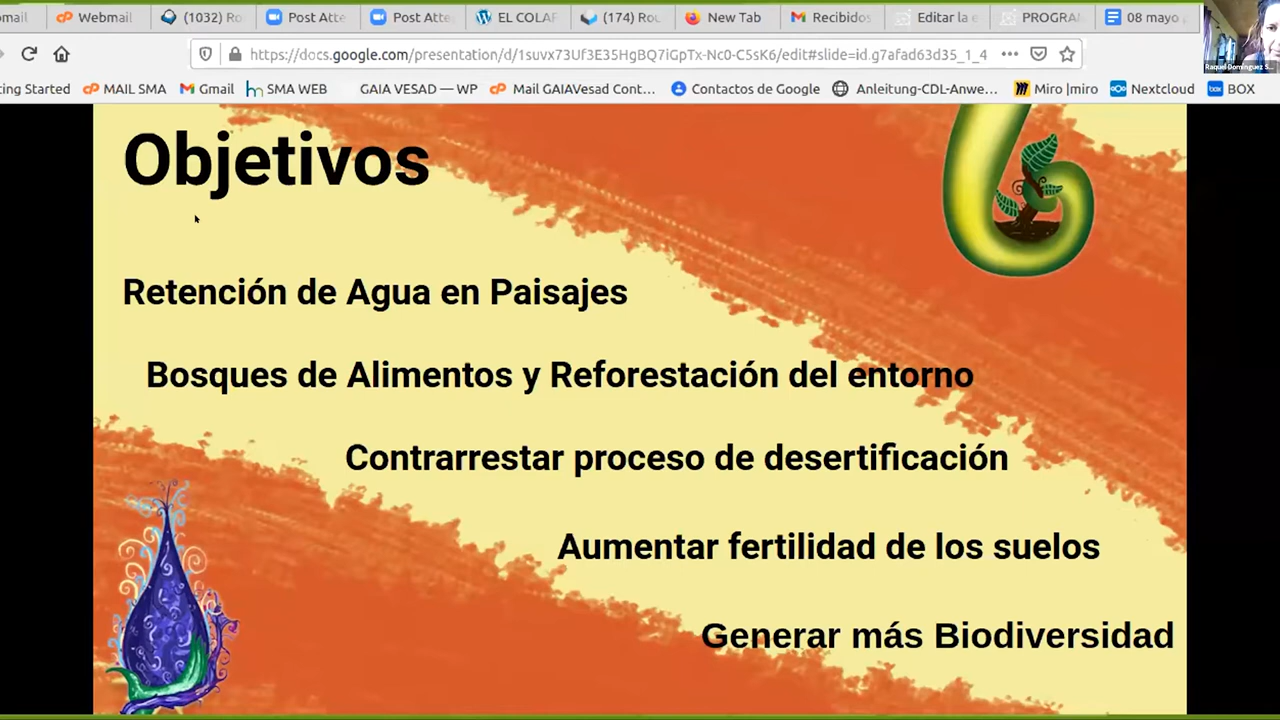 mail
Webmail
(1032) Ro
Post Atte
Post Atte
EL COLAF
(174) Rou
New Tab
Recibidos
Editar la e
PROGRA
08 mayo
https://docs.google.com/presentation/d/1suvx73Uf3E35HgBQ7iGpTx-Nc0-C5sK6/edit#slide=id.g7afad63d35_1_4
ting Started
MAIL SMA
Gmail
SMA WEB
GAIA VESAD — WP
Mail GAIAVesad Cont…
Contactos de Google
Anleitung-CDL-Anwe…
Miro |miro
Nextcloud
BOX
Objetivos
Retención de Agua en Paisajes
Bosques de Alimentos y Reforestación del entorno
Contrarrestar proceso de desertificación
Aumentar fertilidad de los suelos
Generar más Biodiversidad